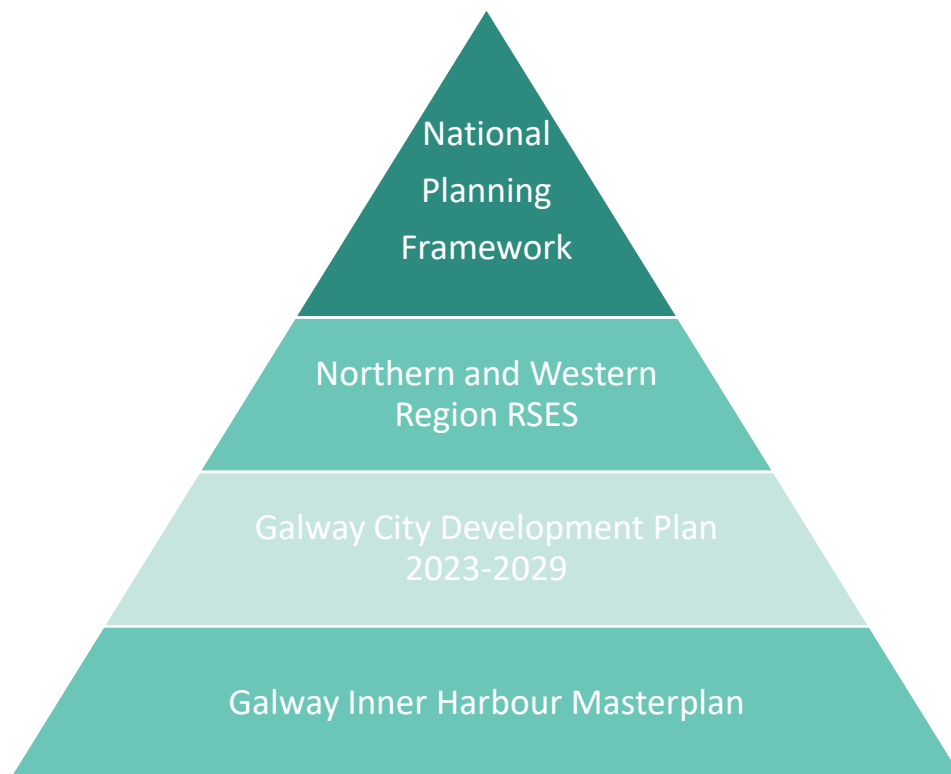 National
Planning
Framework
Northern and Western
Region RSES
Galway City Development Plan
2023-2029
Galway Inner Harbour Masterplan